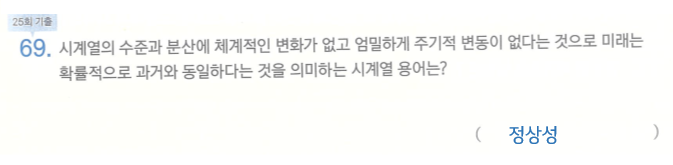 25회 기출
69. 시계열의 수준과 분산에 체계적인 변화가 없고 엄밀하게 주기적 변동이 없다는 것으로 미래는
확률적으로 과거와 동일하다는 것을 의미하는 시계열 용어는?
( 정상성 )